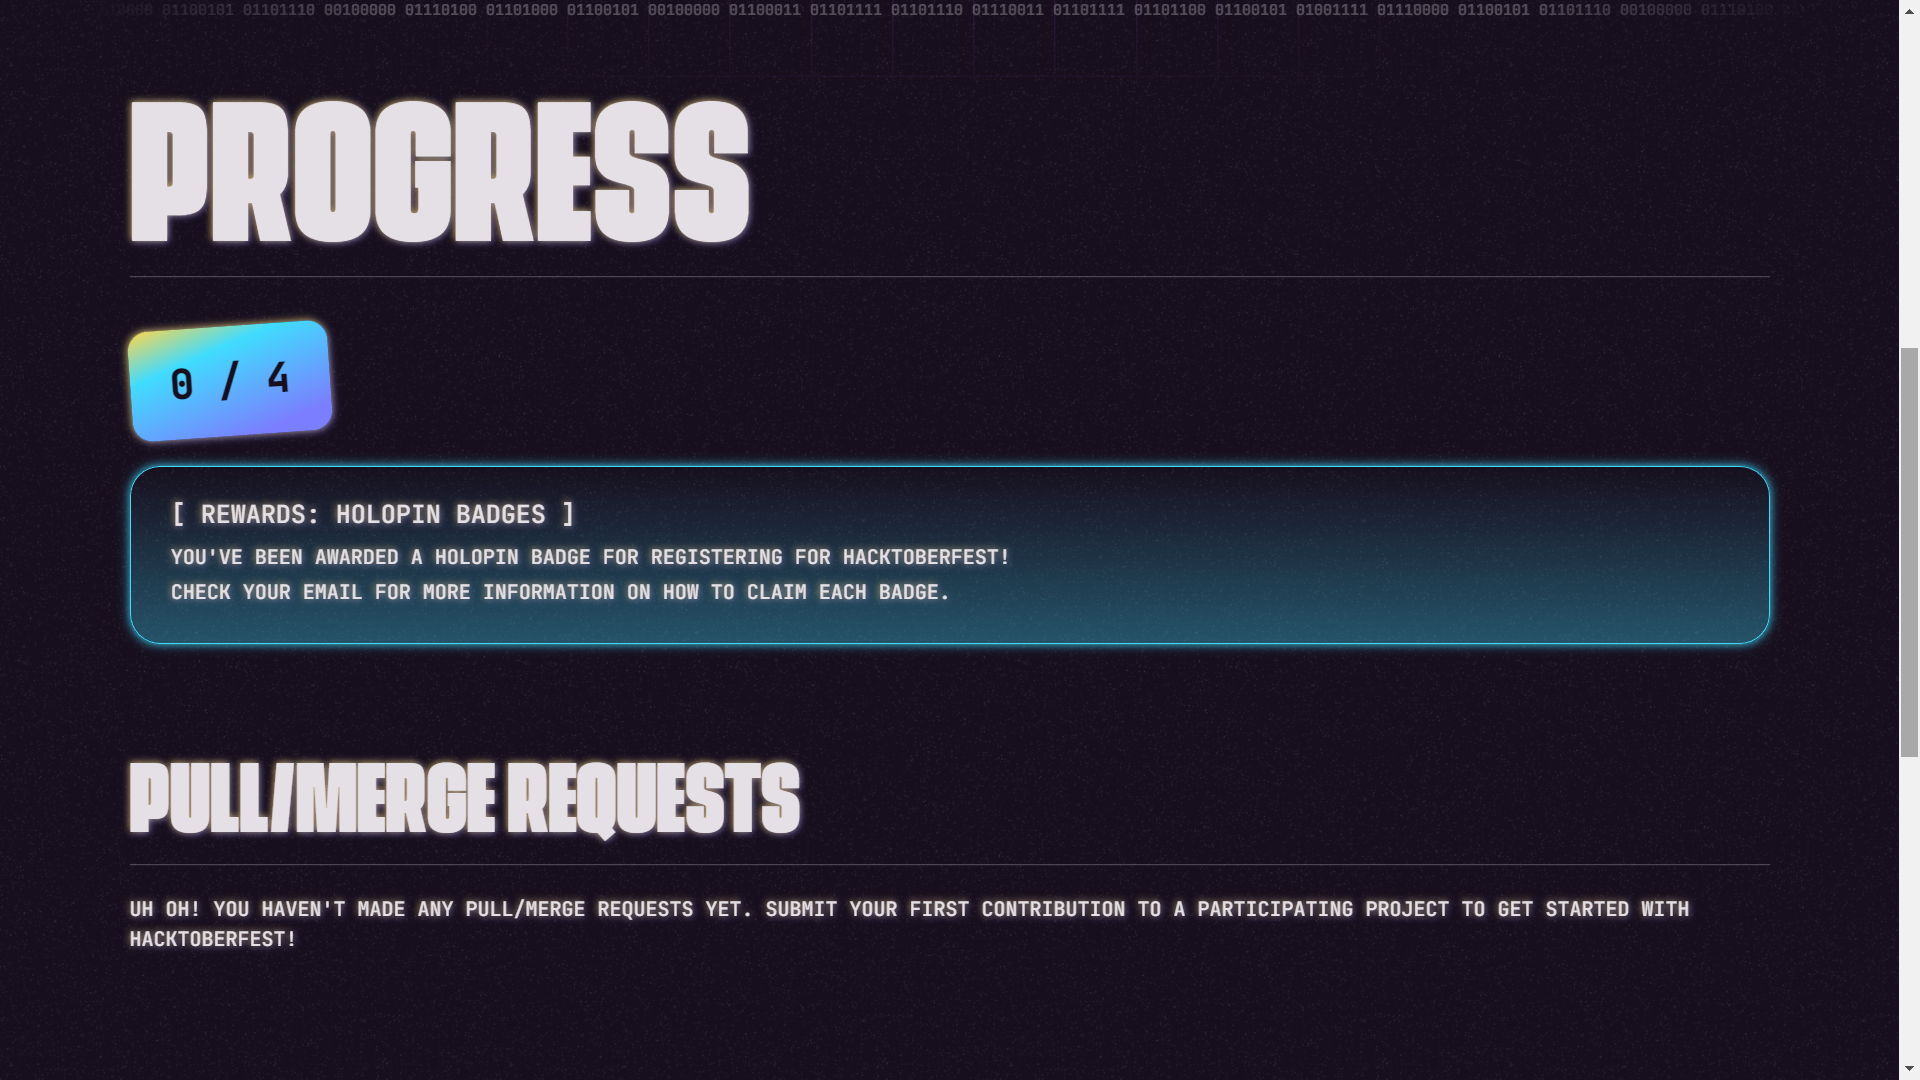 01100101 01101110 00100000 01110100 01101000 01100101 00100000 01100011 01101111 01101110 01110011 01101111 01101100 01100101 01001111 01110000 01100101 01101110 00100000
PROGRESS
0 / 4
[ REWARDS: HOLOPIN BADGES ]
YOU'VE BEEN AWARDED A HOLOPIN BADGE FOR REGISTERING FOR HACKTOBERFEST!
CHECK YOUR EMAIL FOR MORE INFORMATION ON HOW TO CLAIM EACH BADGE.
PULL/MERGE REQUESTS
UH OH! YOU HAVEN'T MADE ANY PULL/MERGE REQUESTS YET. SUBMIT YOUR FIRST CONTRIBUTION TO A PARTICIPATING PROJECT TO GET STARTED WITH
HACKTOBERFEST!